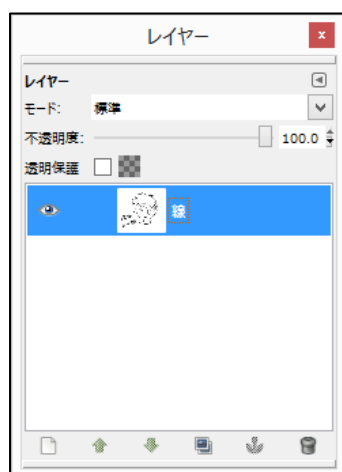 レイヤー
レイヤー
モード: 標準
不透明度: 100.0
透明保護
線